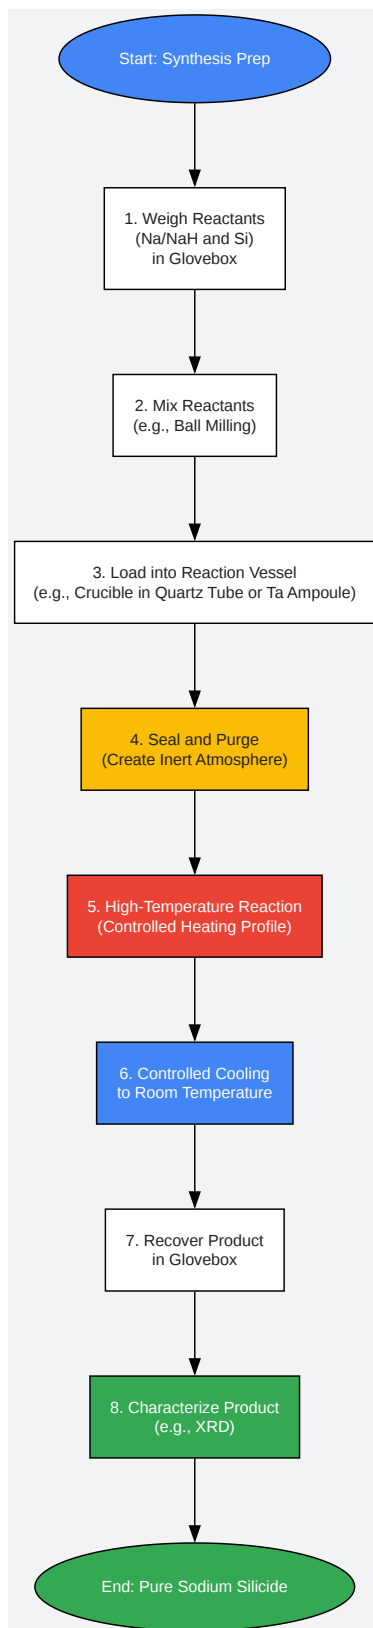 Start: Synthesis Prep
1. Weigh Reactants
(Na/NaH and Si)
in Glovebox
2. Mix Reactants
(e.g., Ball Milling)
3. Load into Reaction Vessel
(e.g., Crucible in Quartz Tube or Ta Ampoule)
4. Seal and Purge
(Create Inert Atmosphere)
5. High-Temperature Reaction
(Controlled Heating Profile)
6. Controlled Cooling
to Room Temperature
7. Recover Product
in Glovebox
8. Characterize Product
(e.g., XRD)
End: Pure Sodium Silicide